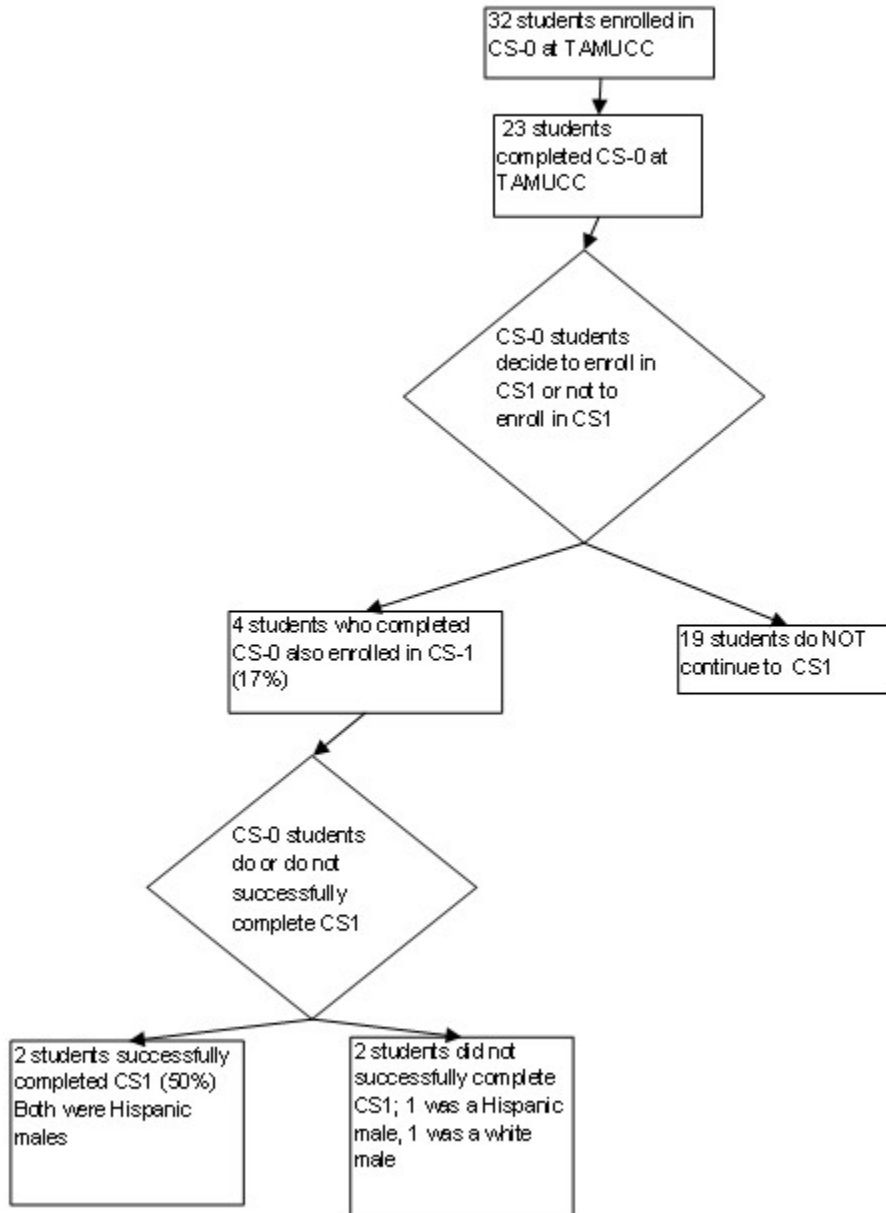 32 students enrolled in
CS-0 at TAMUCC
23 students
completed CS-0 at
TAMUCC
CS-0 students
decide to enroll in
CS1 or not to
enroll in CS1
4 students who completed
CS-0 also enrolled in CS-1
(17%)
19 students do NOT
continue to CS1
CS-0 students
do or do not
successfully
complete CS1
2 students successfully
completed CS1 (50%)
Both were Hispanic
males
2 students did not
successfully complete
CS1; 1 was a Hispanic
male, 1 was a white
male